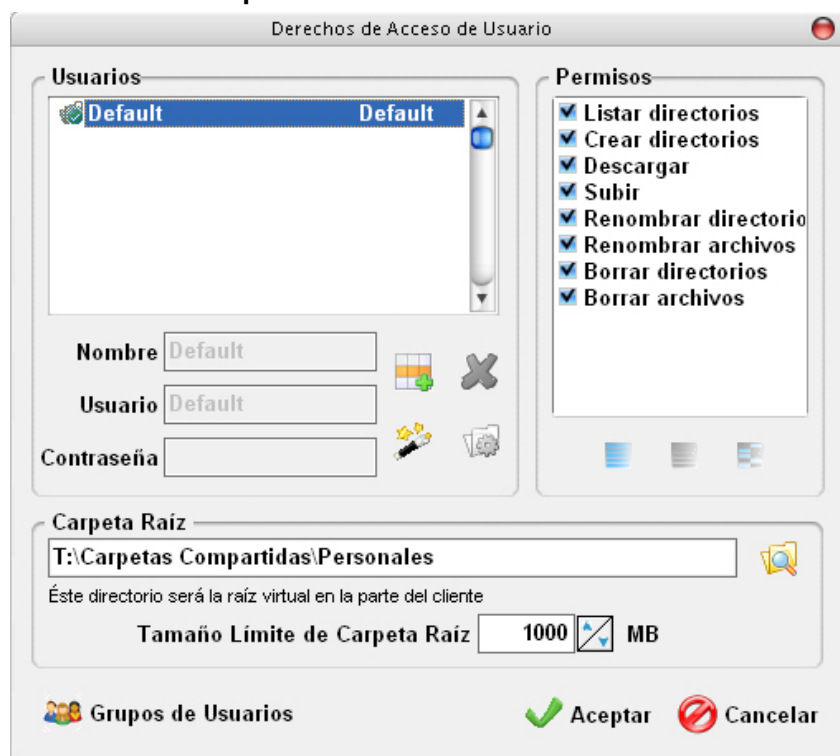 Derechos de Acceso de Usuario
Usuarios
Default Default
Nombre Default
Usuario Default
Contraseña
Permisos
Listar directorios
Crear directorios
Descargar
Subir
Renombrar directorio
Renombrar archivos
Borrar directorios
Borrar archivos
Carpeta Raíz
T:\Carpetas Compartidas\Personales
Éste directorio será la raíz virtual en la parte del cliente
Tamaño Límite de Carpeta Raíz 1000 MB
Grupos de Usuarios
Aceptar
Cancelar